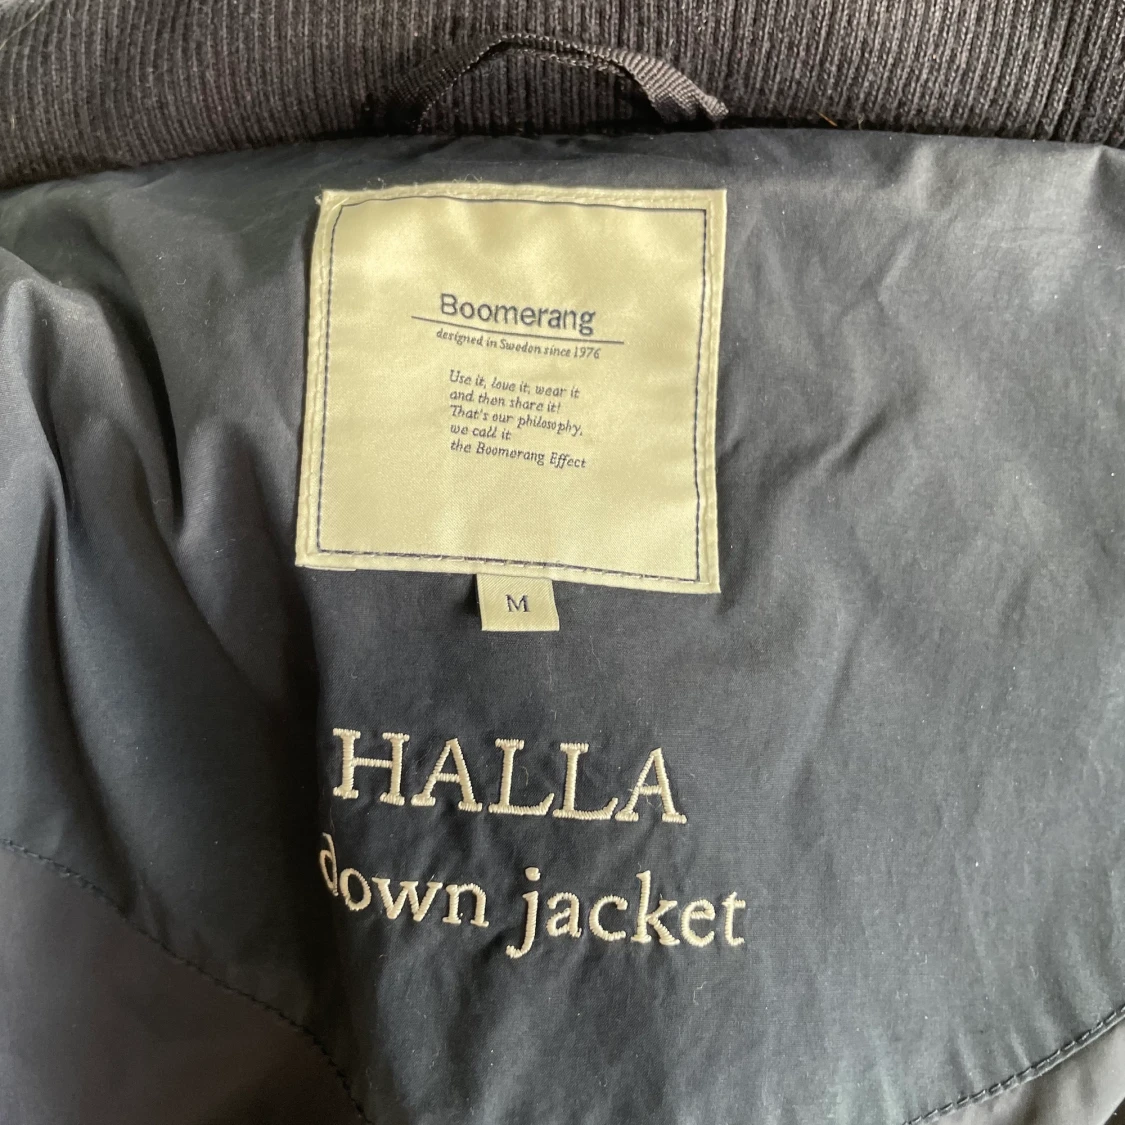 Boomerang
designed in Sweden since 1976
Use it, love it, wear it
and then share it!
That's our philosophy,
we call it
the Boomerang Effect
M
HALLA
down jacket